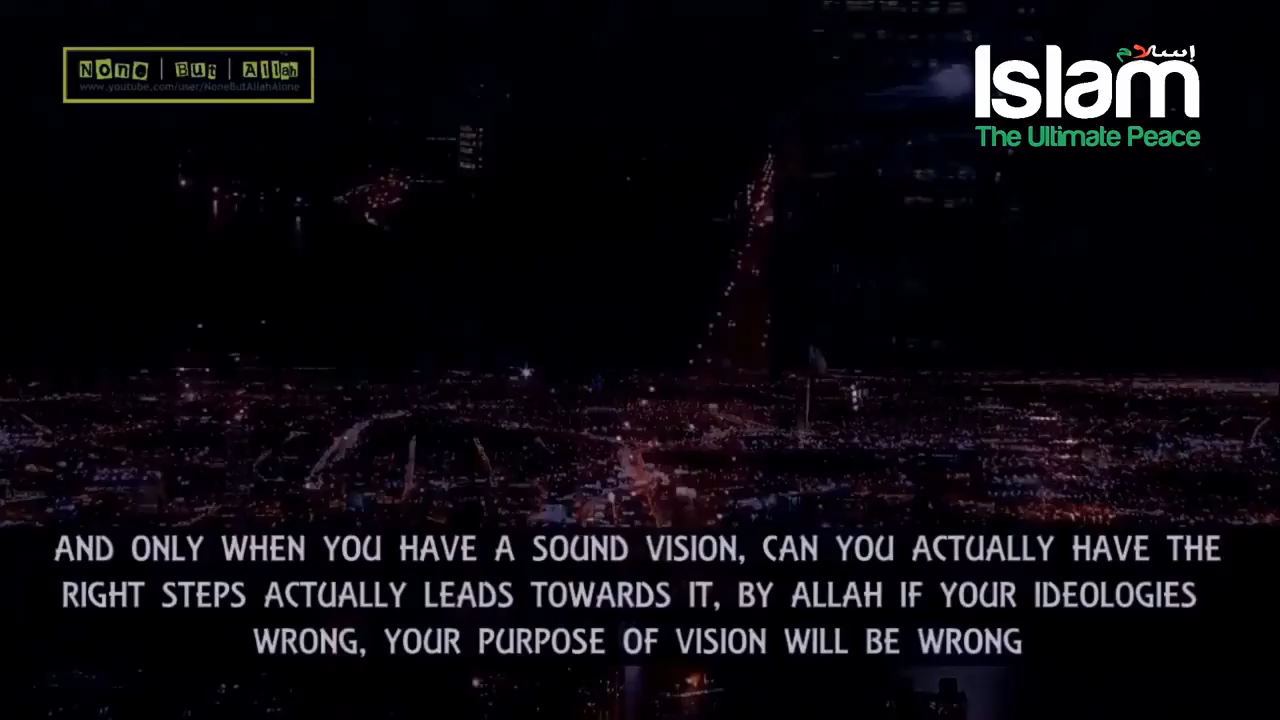 None | But | Allah
www.youtube.com/user/NoneButAllahAlone
إسلام
Islam
The Ultimate Peace
AND ONLY WHEN YOU HAVE A SOUND VISION, CAN YOU ACTUALLY HAVE THE
RIGHT STEPS ACTUALLY LEADS TOWARDS IT, BY ALLAH IF YOUR IDEOLOGIES
WRONG, YOUR PURPOSE OF VISION WILL BE WRONG